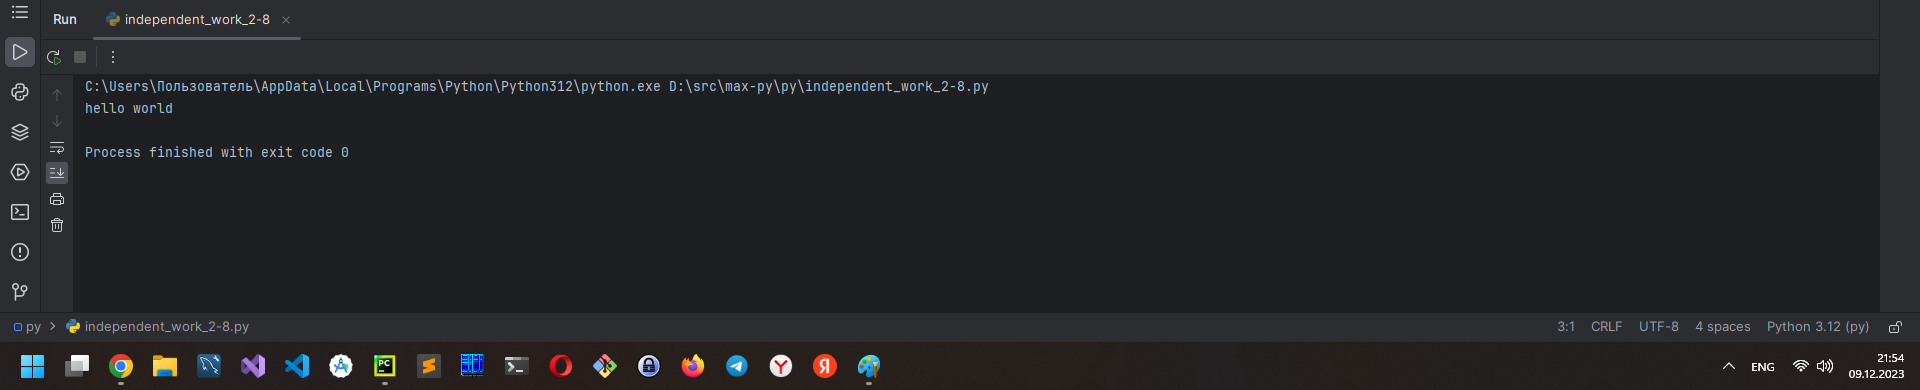 Run independent_work_2-8
C:\Users\Пользователь\AppData\Local\Programs\Python\Python312\python.exe D:\src\max-py\py\independent_work_2-8.py
hello world
Process finished with exit code 0
py independent_work_2-8.py 3:1 CRLF UTF-8 4 spaces Python 3.12 (py)
PC
ENG
21:54
09.12.2023